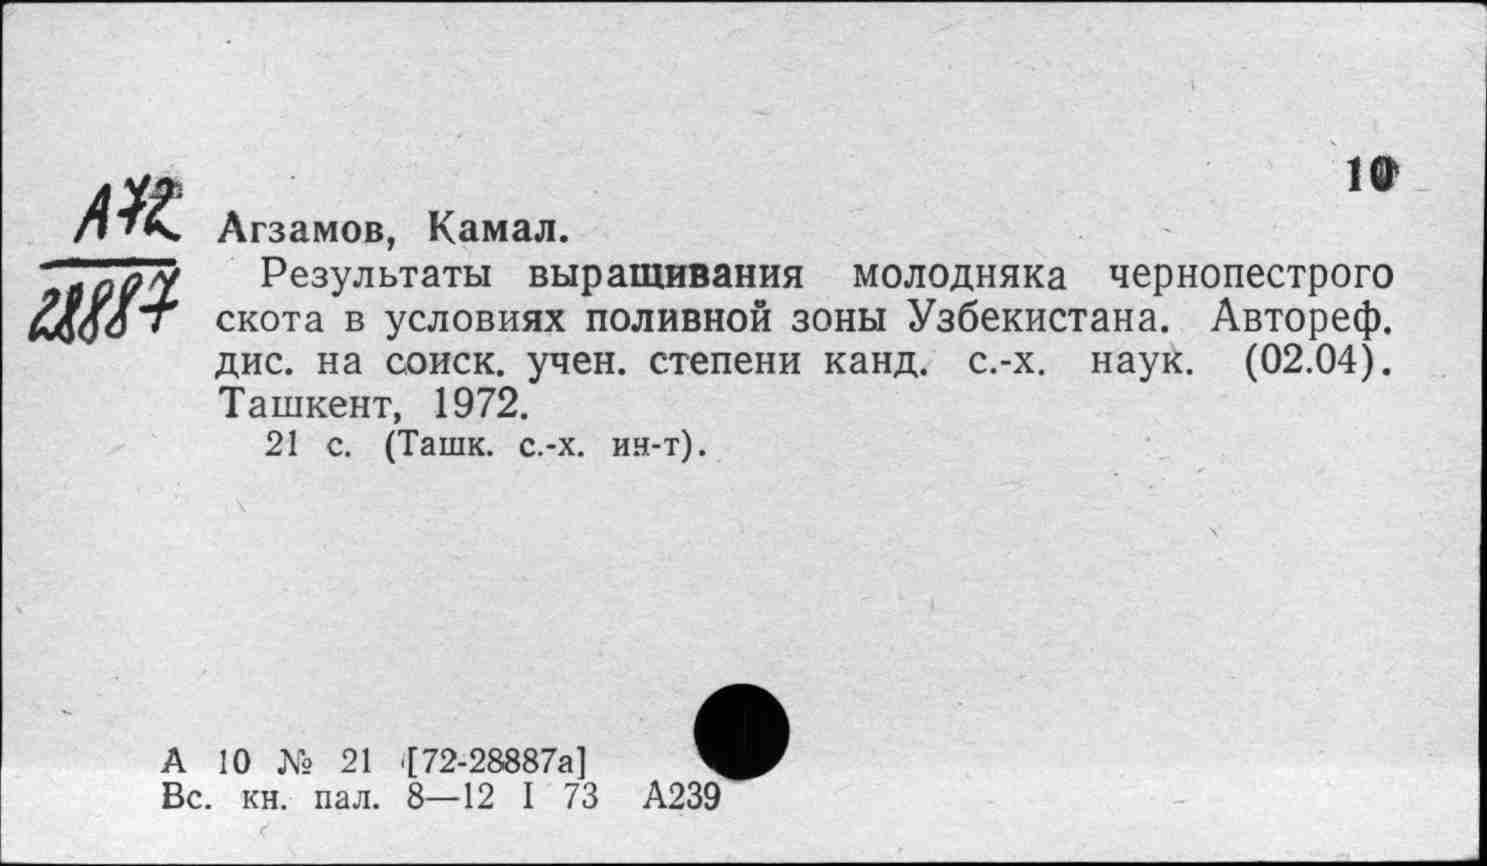 10
А72
28887
Агзамов, Камал.
Результаты выращивания молодняка чернопестрого
скота в условиях поливной зоны Узбекистана. Автореф.
дис. на соиск. учен. степени канд. с.-х. наук. (02.04).
Ташкент, 1972.
21 с. (Ташк. с.-х. ин-т).
А 10 № 21 [72-28887а]
Вс. кн. пал. 8—12 I 73 А239